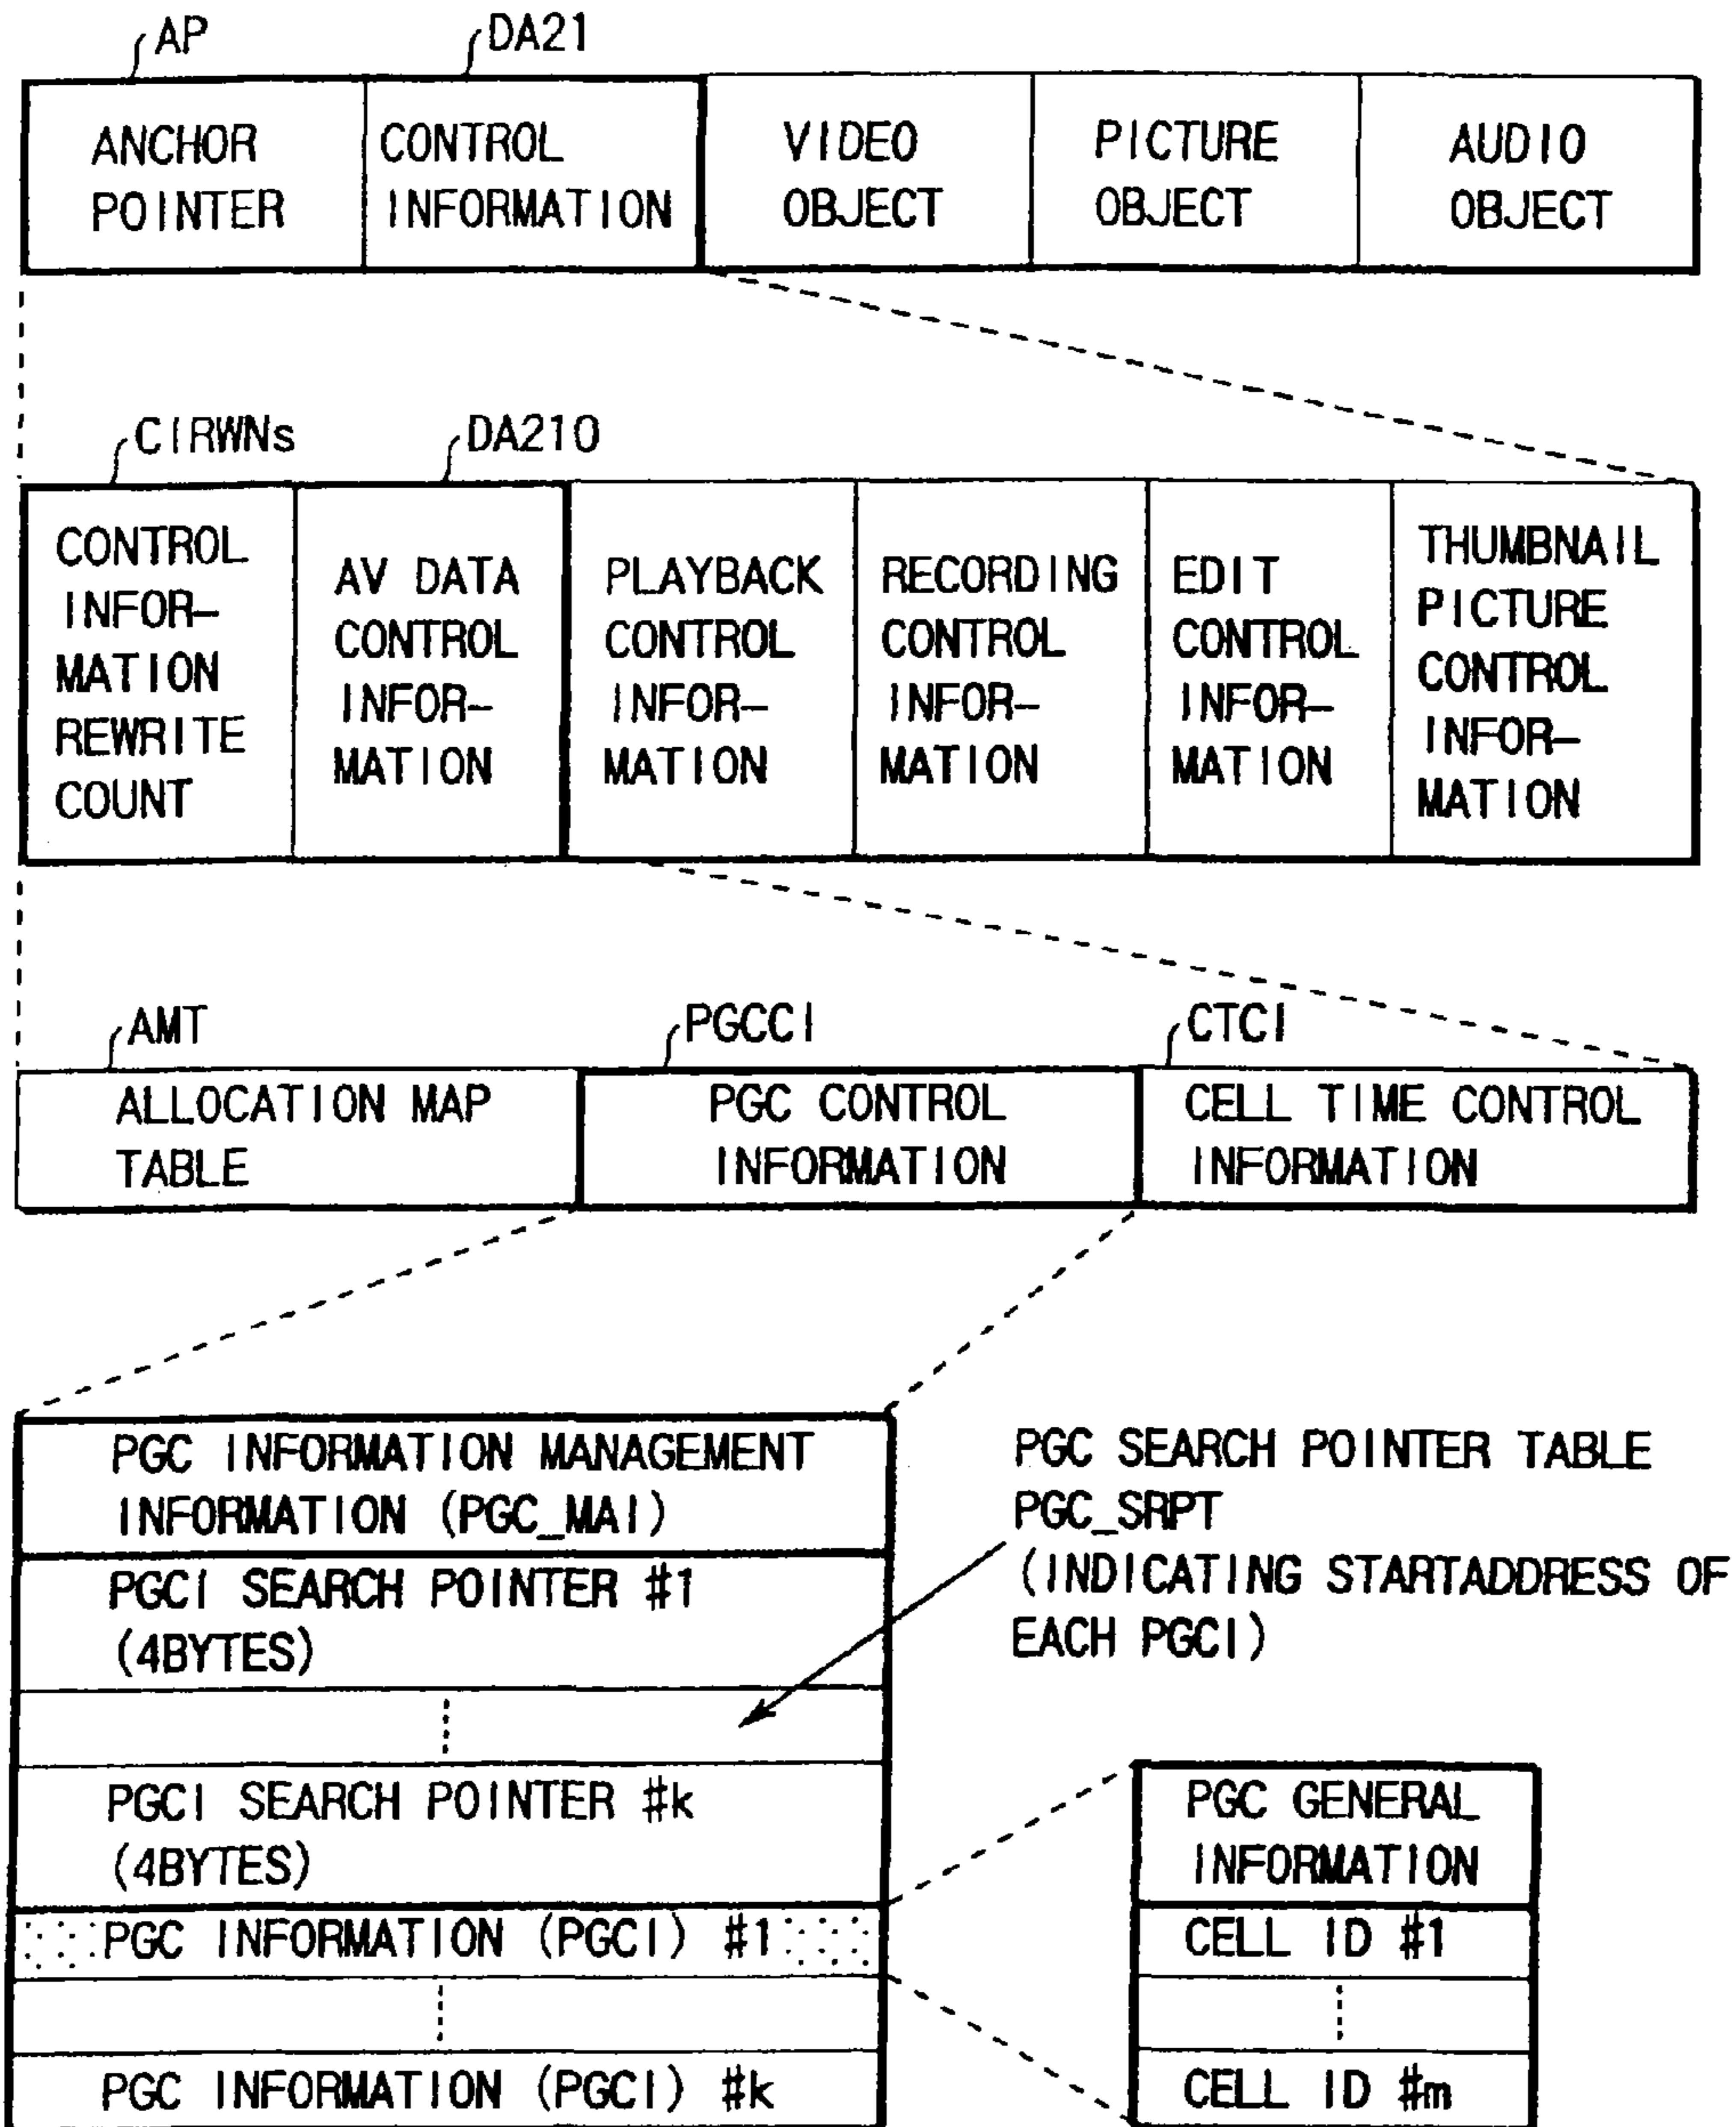 AP
DA21
ANCHOR
POINTER
CONTROL
INFORMATION
VIDEO
OBJECT
PICTURE
OBJECT
AUDIO
OBJECT
CIRWNs
DA210
CONTROL
INFOR–
MATION
REWRITE
COUNT
AV DATA
CONTROL
INFOR–
MATION
PLAYBACK
CONTROL
INFOR–
MATION
RECORDING
CONTROL
INFOR–
MATION
EDIT
CONTROL
INFOR–
MATION
THUMBNAIL
PICTURE
CONTROL
INFOR–
MATION
AMT
PGCCI
CTCI
ALLOCATION MAP
TABLE
PGC CONTROL
INFORMATION
CELL TIME CONTROL
INFORMATION
PGC INFORMATION MANAGEMENT
INFORMATION (PGC_MAI)
PGCI SEARCH POINTER #1
(4BYTES)
PGCI SEARCH POINTER #k
(4BYTES)
PGC INFORMATION (PGCI) #1
PGC INFORMATION (PGCI) #k
PGC SEARCH POINTER TABLE
PGC_SRPT
(INDICATING STARTADDRESS OF
EACH PGCI)
PGC GENERAL
INFORMATION
CELL ID #1
CELL ID #m